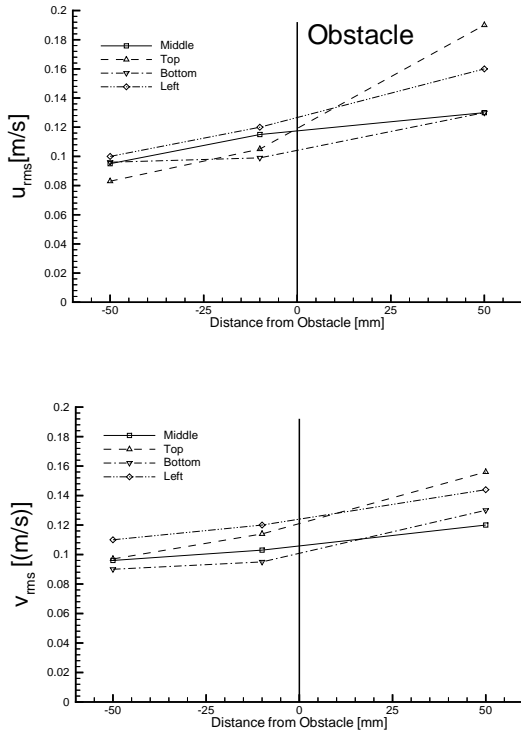 0.2
0.18
0.16
0.14
0.12
0.1
0.08
0.06
0.04
0.02
0
u_rms[m/s]
Middle
Top
Bottom
Left
Obstacle
-50 -25 0 25 50
Distance from Obstacle [mm]
0.2
0.18
0.16
0.14
0.12
0.1
0.08
0.06
0.04
0.02
0
v_rms [(m/s)]
Middle
Top
Bottom
Left
-50 -25 0 25 50
Distance from Obstacle [mm]